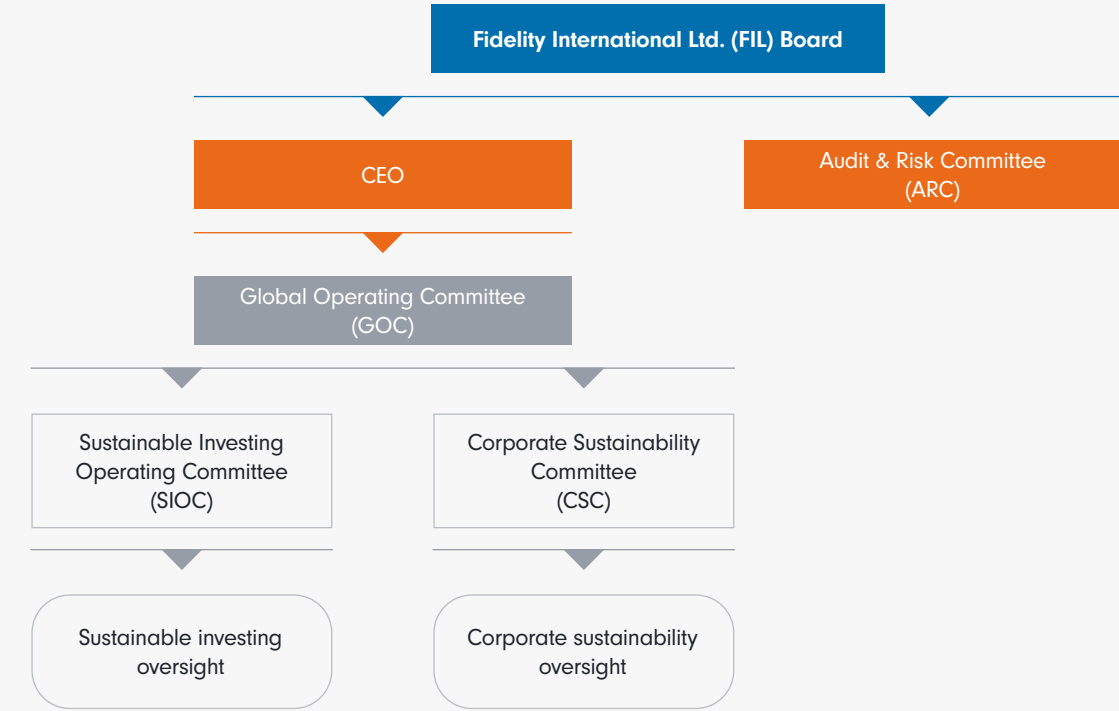 Fidelity International Ltd. (FIL) Board
CEO
Audit & Risk Committee
(ARC)
Global Operating Committee
(GOC)
Sustainable Investing
Operating Committee
(SIOC)
Corporate Sustainability
Committee
(CSC)
Sustainable investing
oversight
Corporate sustainability
oversight